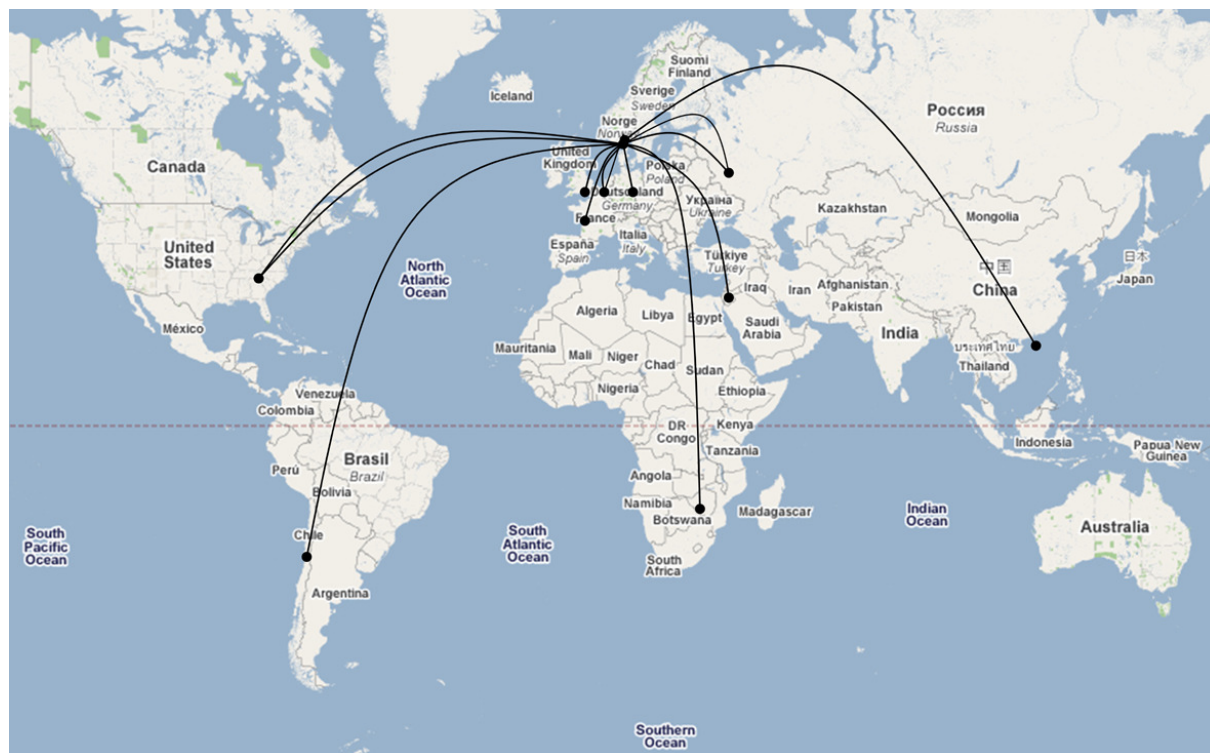 Suomi
Finland
Iceland
Sverige
Sweden
Россия
Russia
Norge
United
Kingdom
Canada
Polska
Poland
Deutschland
Germany
Україна
Ukraine
Kazakhstan
Mongolia
France
United
States
España
Spain
Italia
Italy
Türkiye
Turkey
中国
China
日本
Japan
North
Atlantic
Ocean
Iraq
Iran
Afghanistan
Pakistan
Algeria
Libya
Egypt
Saudi
Arabia
India
México
Mauritania
Mali
Niger
Chad
Sudan
ประเทศไทย
Thailand
Nigeria
Ethiopia
Venezuela
Colombia
DR
Congo
Kenya
Indonesia
Papua New
Guinea
Perú
Brasil
Brazil
Tanzania
Angola
Bolivia
Namibia
Botswana
Madagascar
Indian
Ocean
Australia
South
Pacific
Ocean
Chile
South
Atlantic
Ocean
South
Africa
Argentina
Southern
Ocean